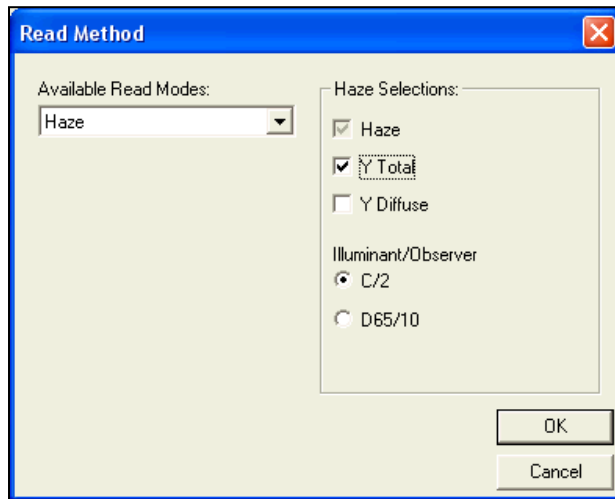 Read Method
Available Read Modes:
Haze
Haze Selections:
Haze
Y Total
Y Diffuse
Illuminant/Observer
C/2
D65/10
OK
Cancel